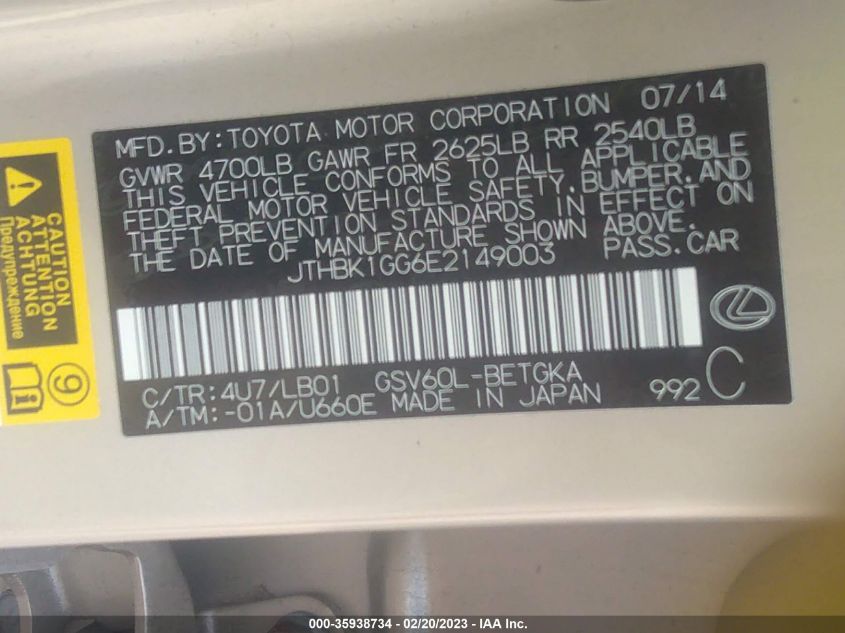 MFD.BY:TOYOTA MOTOR CORPORATION 07/14
GVWR 4700LB GAWR FR 2625LB RR 2540LB
THIS VEHICLE CONFORMS TO ALL APPLICABLE
FEDERAL MOTOR VEHICLE SAFETY,BUMPER,AND
THEFT PREVENTION STANDARDS IN EFFECT ON
THE DATE OF MANUFACTURE SHOWN ABOVE.
JTHBK1GG6E2149003 PASS.CAR
C/TR:4U7/LB01 GSV60L-BETGKA
A/TM:-01A/U660E MADE IN JAPAN
992 C
CAUTION
ATTENTION
ACHTUNG
Предупреждение
9
000-35938734 - 02/20/2023 - IAA Inc.